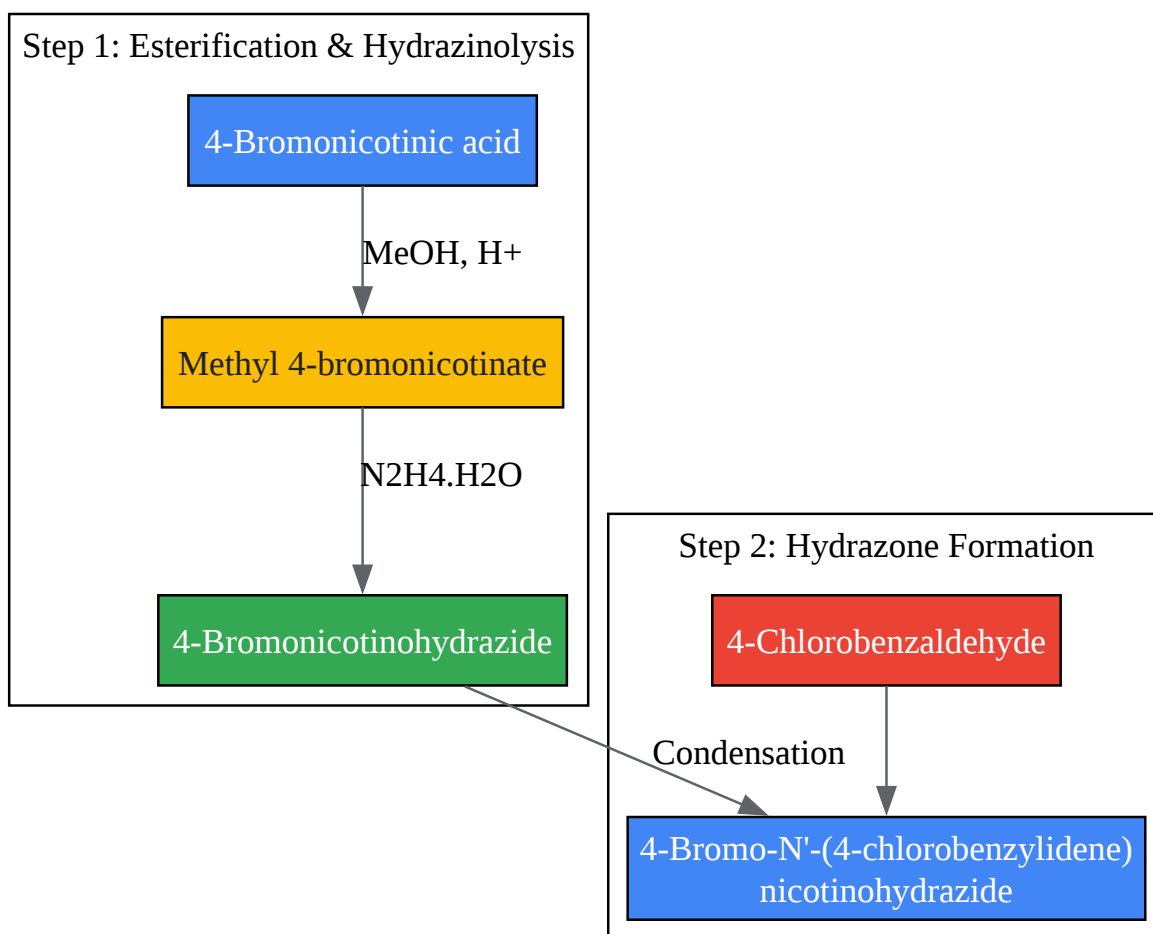 Step 1: Esterification & Hydrazinolysis
4-Bromonicotinic acid
MeOH, H+
Methyl 4-bromonicotinate
N2H4.H2O
4-Bromonicotinohydrazide
Step 2: Hydrazone Formation
4-Chlorobenzaldehyde
Condensation
4-Bromo-N'-(4-chlorobenzylidene)
nicotinohydrazide